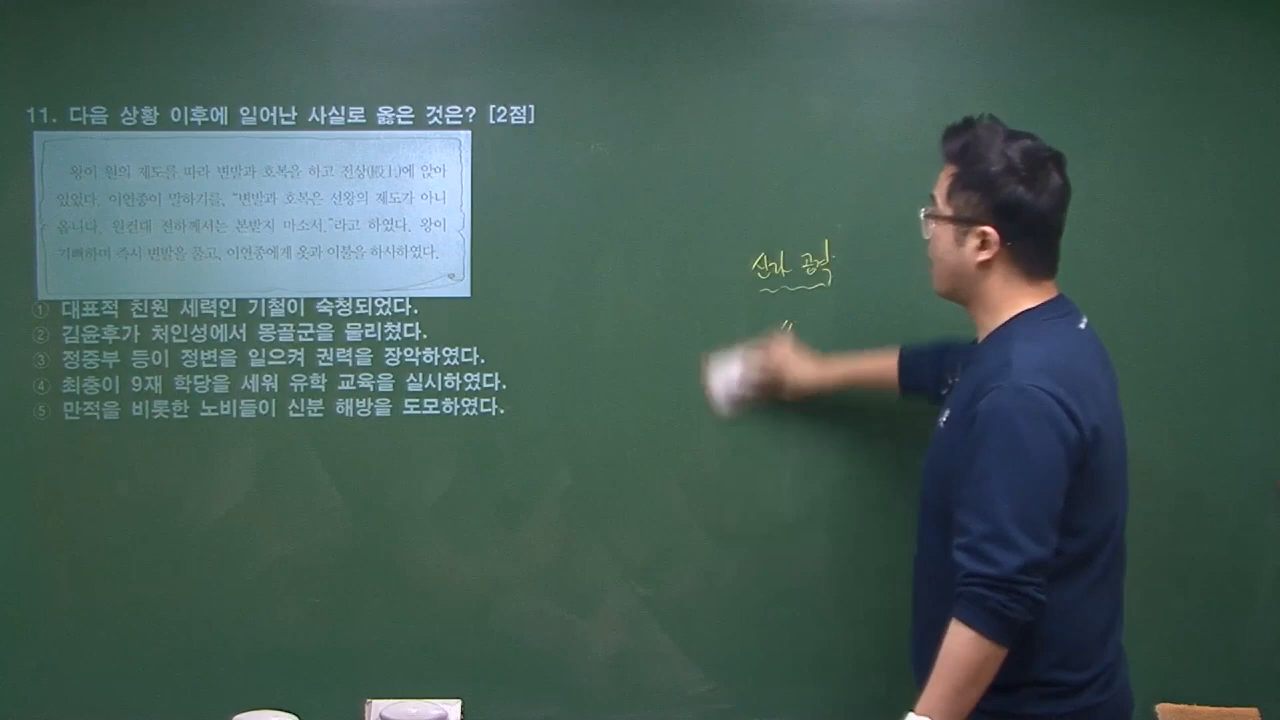 11. 다음 상황 이후에 일어난 사실로 옳은 것은? [2점]
왕이 원의 제도를 따라 변발과 호복을 하고 전상(殿上)에 앉아
있었다. 이연종이 말하기를, “변발과 호복은 선왕의 제도가 아니
옵니다. 원컨대 전하께서는 본받지 마소서.”라고 하였다. 왕이
기뻐하며 즉시 변발을 풀고, 이연종에게 옷과 이불을 하사하였다.
① 대표적 친원 세력인 기철이 숙청되었다.
② 김윤후가 처인성에서 몽골군을 물리쳤다.
③ 정중부 등이 정변을 일으켜 권력을 장악하였다.
④ 최충이 9재 학당을 세워 유학 교육을 실시하였다.
⑤ 만적을 비롯한 노비들이 신분 해방을 도모하였다.
신라 공격